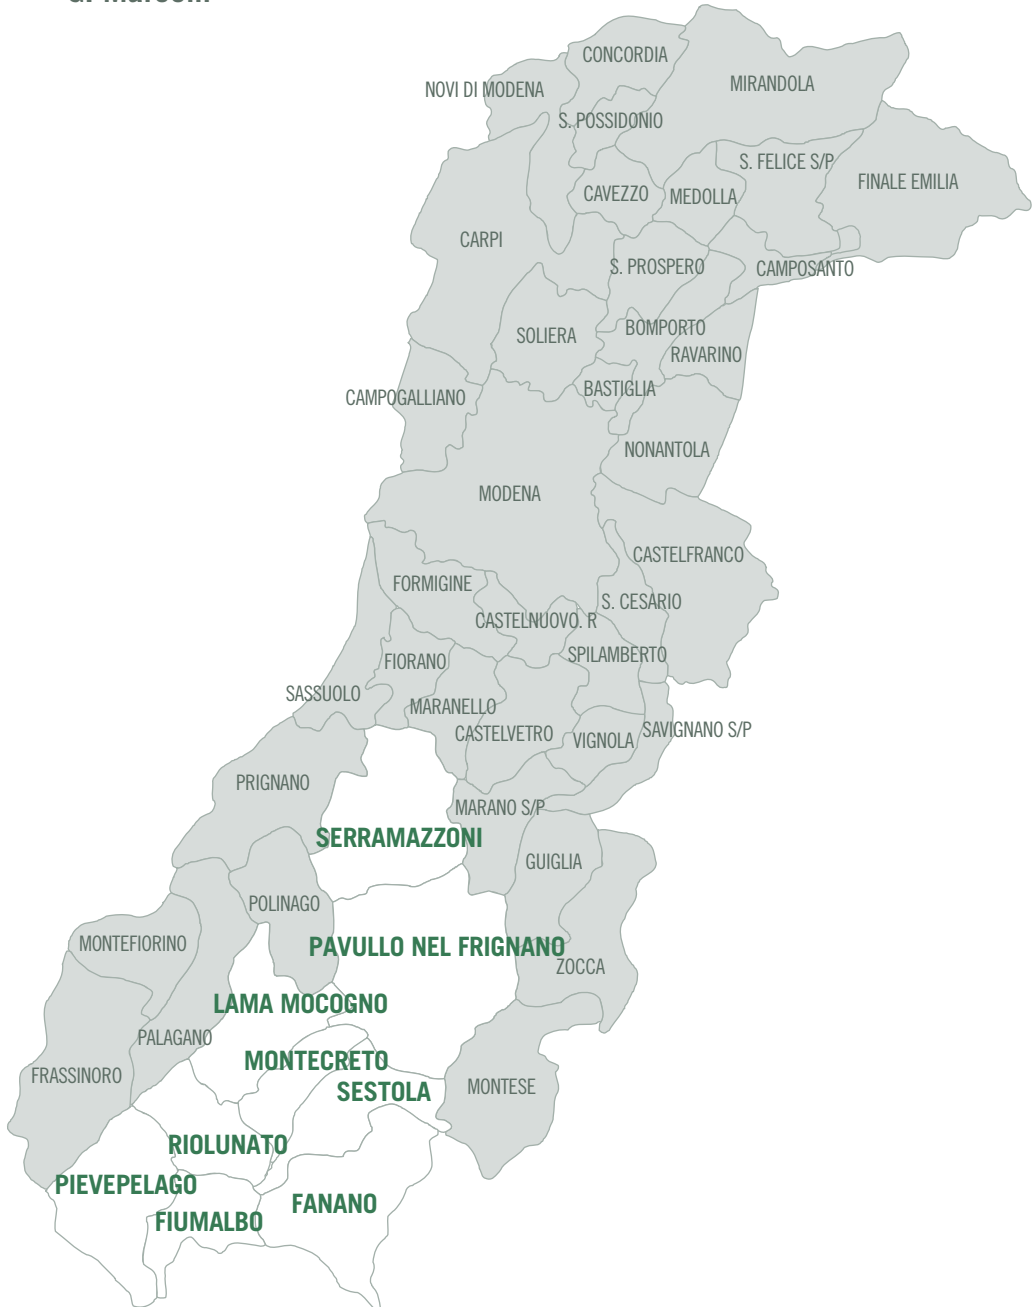 CONCORDIA
MIRANDOLA
NOVI DI MODENA
S. POSSIDONIO
S. FELICE S/P
FINALE EMILIA
CAVEZZO
MEDOLLA
CARPI
S. PROSPERO
CAMPOSANTO
BOMPORTO
SOLIERA
RAVARINO
BASTIGLIA
CAMPOGALLIANO
NONANTOLA
MODENA
CASTELFRANCO
FORMIGINE
S. CESARIO
CASTELNUOVO. R
SPILAMBERTO
FIORANO
SASSUOLO
MARANELLO
SAVIGNANO S/P
CASTELVETRO
VIGNOLA
PRIGNANO
MARANO S/P
SERRAMAZZONI
GUIGLIA
POLINAGO
MONTEFIORINO
PAVULLO NEL FRIGNANO
ZOCCA
LAMA MOCOGNO
PALAGANO
MONTECRETO
FRASSINORO
MONTESE
SESTOLA
RIOLUNATO
PIEVEPELAGO
FANANO
FIUMALBO